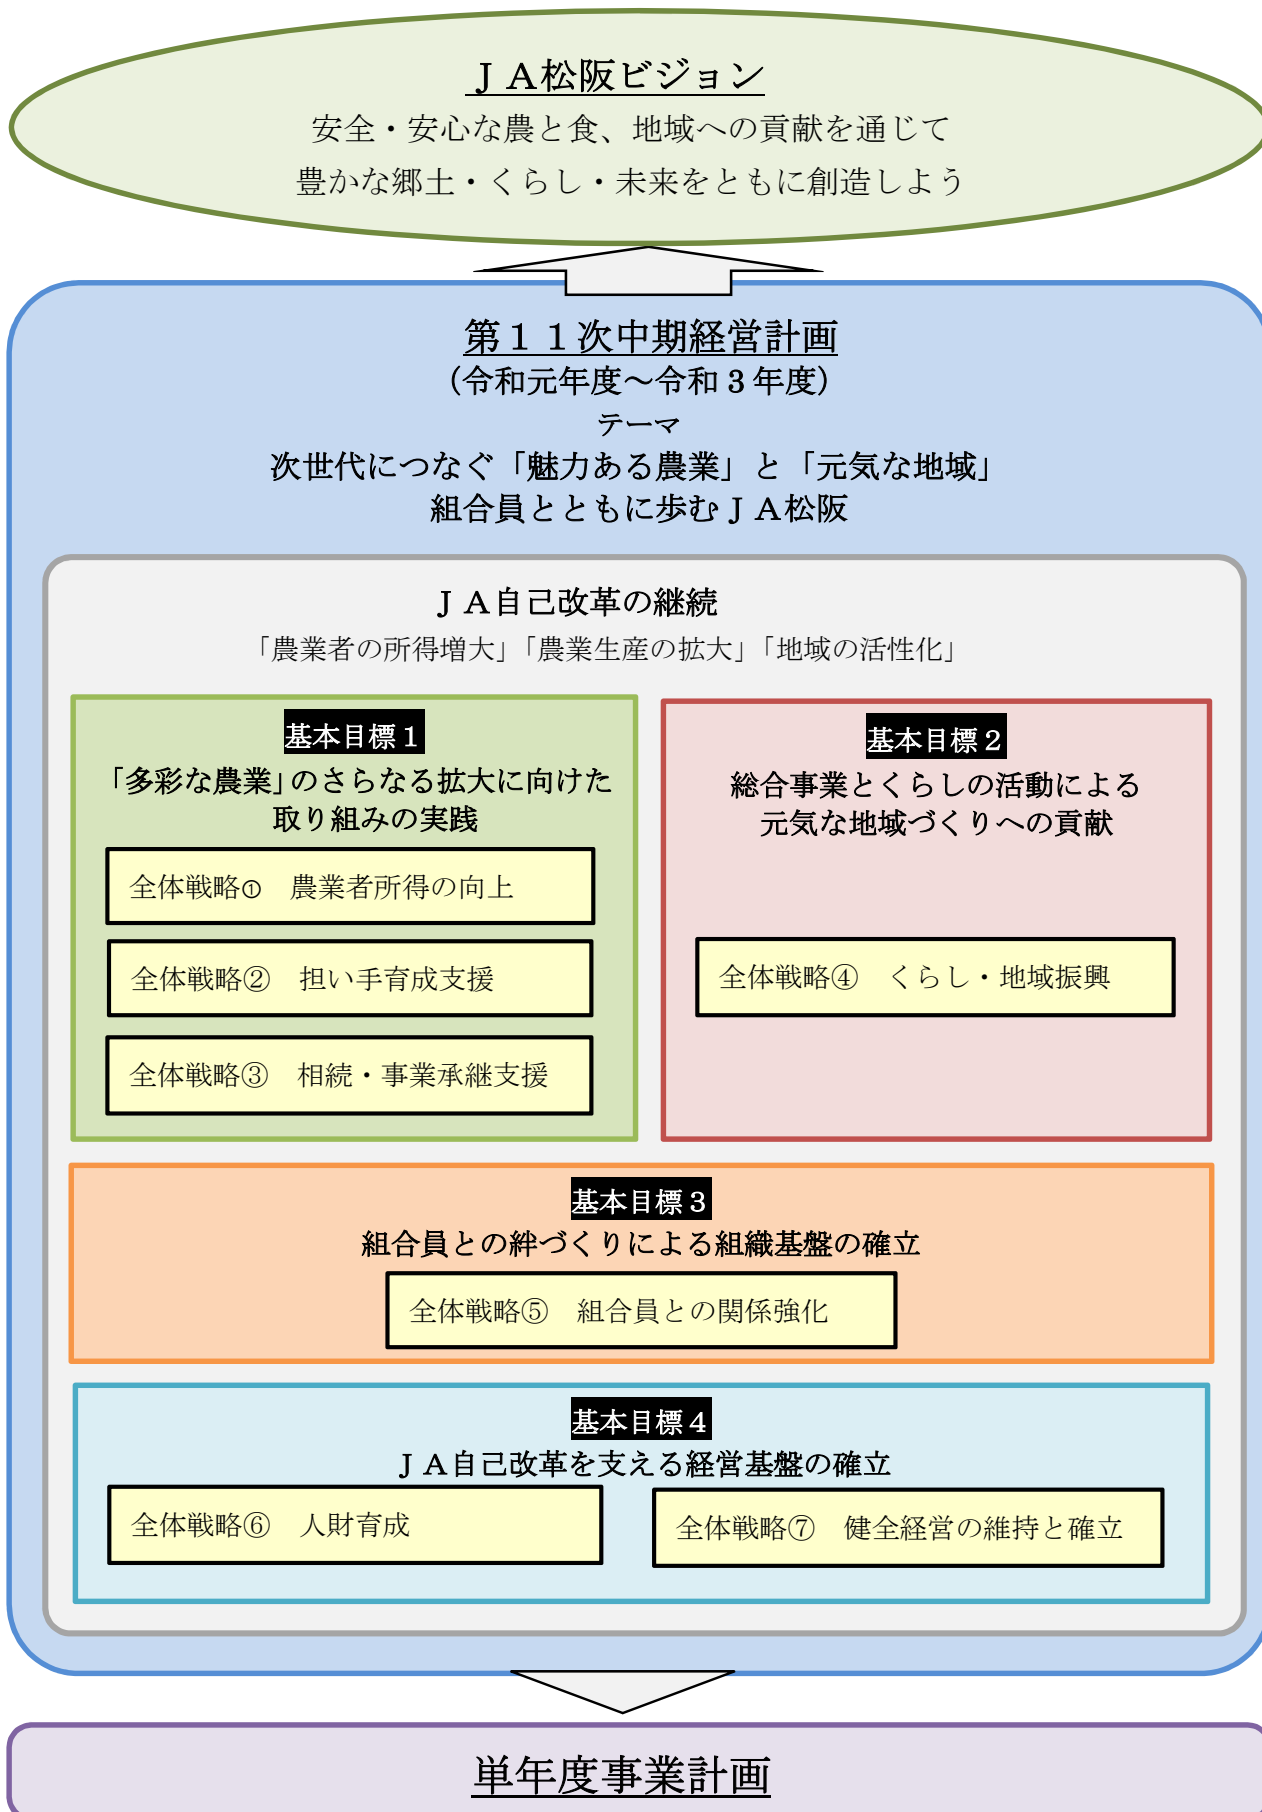 ＪＡ松阪ビジョン
安全・安心な農と食、地域への貢献を通じて
豊かな郷土・くらし・未来をともに創造しよう
第１１次中期経営計画
（令和元年度～令和３年度）
テーマ
次世代につなぐ「魅力ある農業」と「元気な地域」
組合員とともに歩むＪＡ松阪
ＪＡ自己改革の継続
「農業者の所得増大」「農業生産の拡大」「地域の活性化」
基本目標１
「多彩な農業」のさらなる拡大に向けた
取り組みの実践
全体戦略①　農業者所得の向上
全体戦略②　担い手育成支援
全体戦略③　相続・事業承継支援
基本目標２
総合事業とくらしの活動による
元気な地域づくりへの貢献
全体戦略④　くらし・地域振興
基本目標３
組合員との絆づくりによる組織基盤の確立
全体戦略⑤　組合員との関係強化
基本目標４
ＪＡ自己改革を支える経営基盤の確立
全体戦略⑥　人財育成
全体戦略⑦　健全経営の維持と確立
単年度事業計画